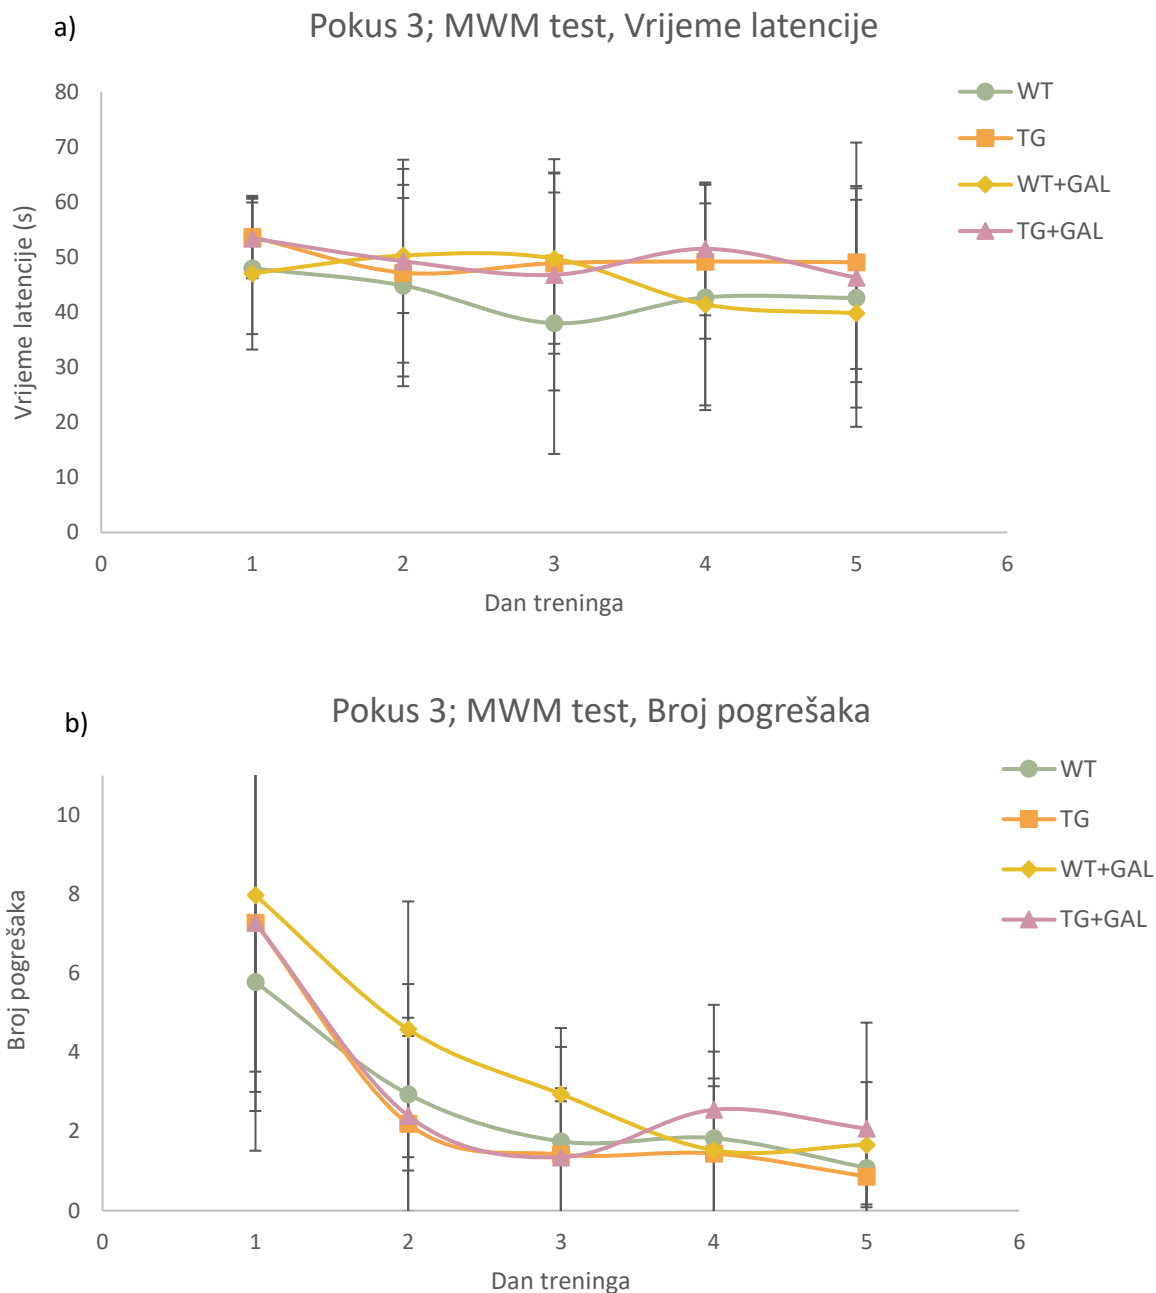 a)
Pokus 3; MWM test, Vrijeme latencije
80
70
60
50
40
30
20
10
0
Vrijeme latencije (s)
0 1 2 3 4 5 6
Dan treninga
WT
TG
WT+GAL
TG+GAL
b)
Pokus 3; MWM test, Broj pogrešaka
10
8
6
4
2
0
Broj pogrešaka
0 1 2 3 4 5 6
Dan treninga
WT
TG
WT+GAL
TG+GAL